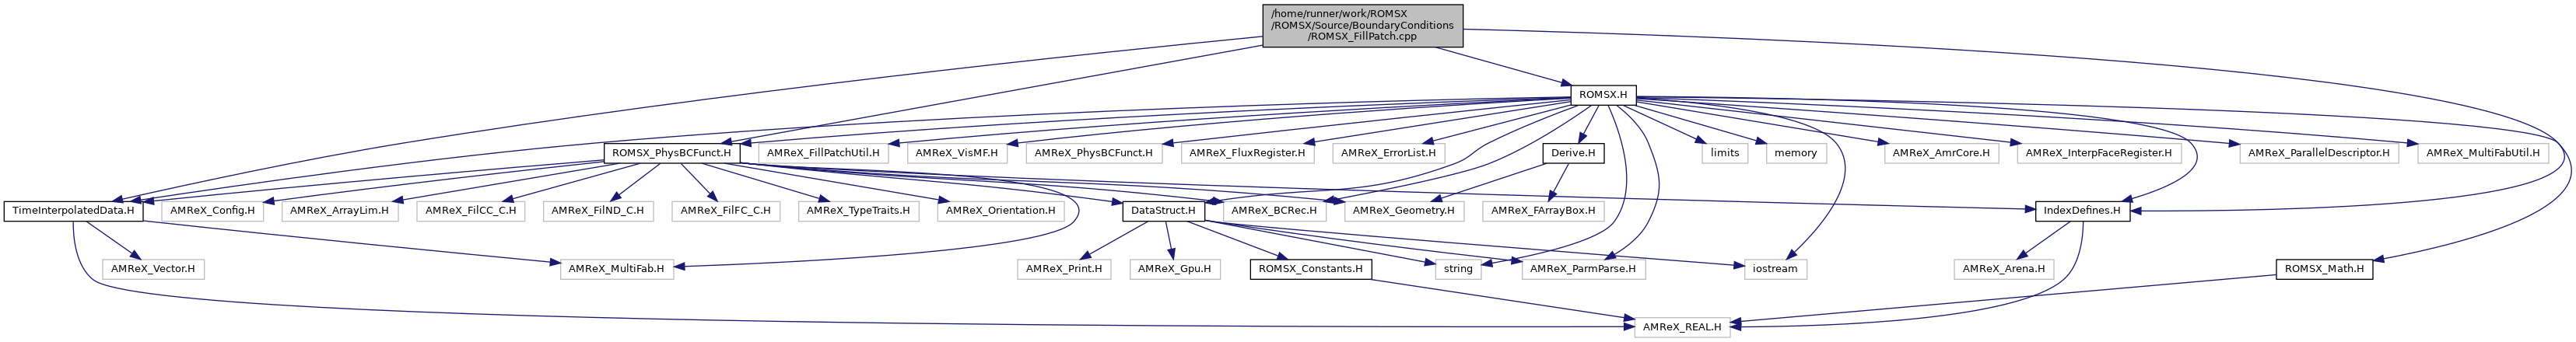 /home/runner/work/ROMSX
/ROMSX/Source/BoundaryConditions
/ROMSX_FillPatch.cpp
ROMSX.H
ROMSX_PhysBCFunct.H
AMReX_FillPatchUtil.H
AMReX_VisMF.H
AMReX_PhysBCFunct.H
AMReX_FluxRegister.H
AMReX_ErrorList.H
Derive.H
limits
memory
AMReX_AmrCore.H
AMReX_InterpFaceRegister.H
AMReX_ParallelDescriptor.H
AMReX_MultiFabUtil.H
TimeInterpolatedData.H
AMReX_Config.H
AMReX_ArrayLim.H
AMReX_FilCC_C.H
AMReX_FilND_C.H
AMReX_FilFC_C.H
AMReX_TypeTraits.H
AMReX_Orientation.H
DataStruct.H
AMReX_BCRec.H
AMReX_Geometry.H
AMReX_FArrayBox.H
IndexDefines.H
AMReX_Vector.H
AMReX_MultiFab.H
AMReX_Print.H
AMReX_Gpu.H
ROMSX_Constants.H
string
AMReX_ParmParse.H
iostream
AMReX_Arena.H
ROMSX_Math.H
AMReX_REAL.H